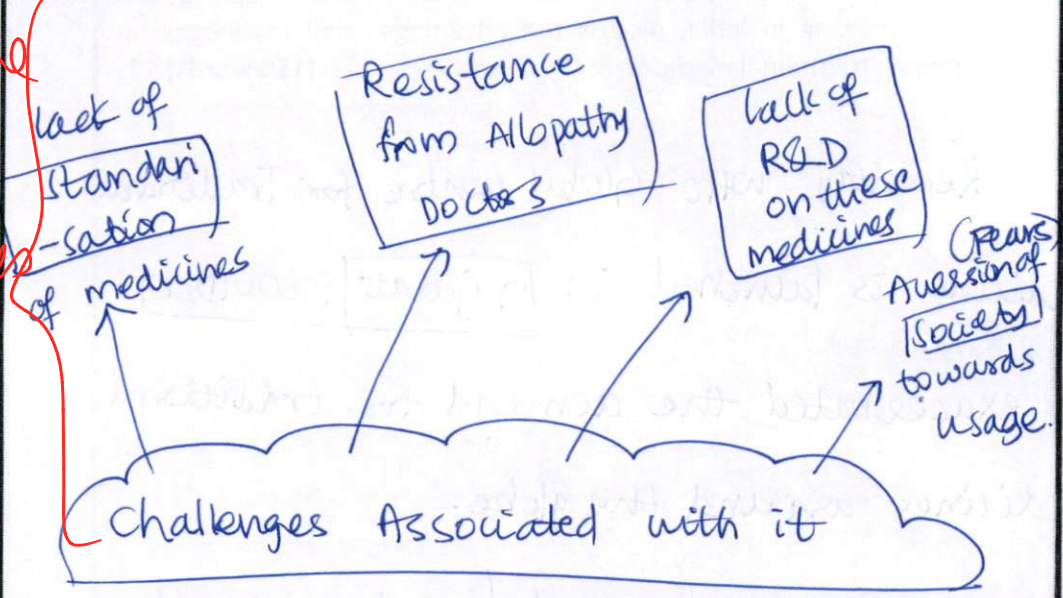 lack of
Standari
-sation
of medicines
Resistance
from Allopathy
Doctors
lack of
R&D
on these
medicines
(Fears)
Aversion of
Society
towards
usage.
Challenges Associated with it